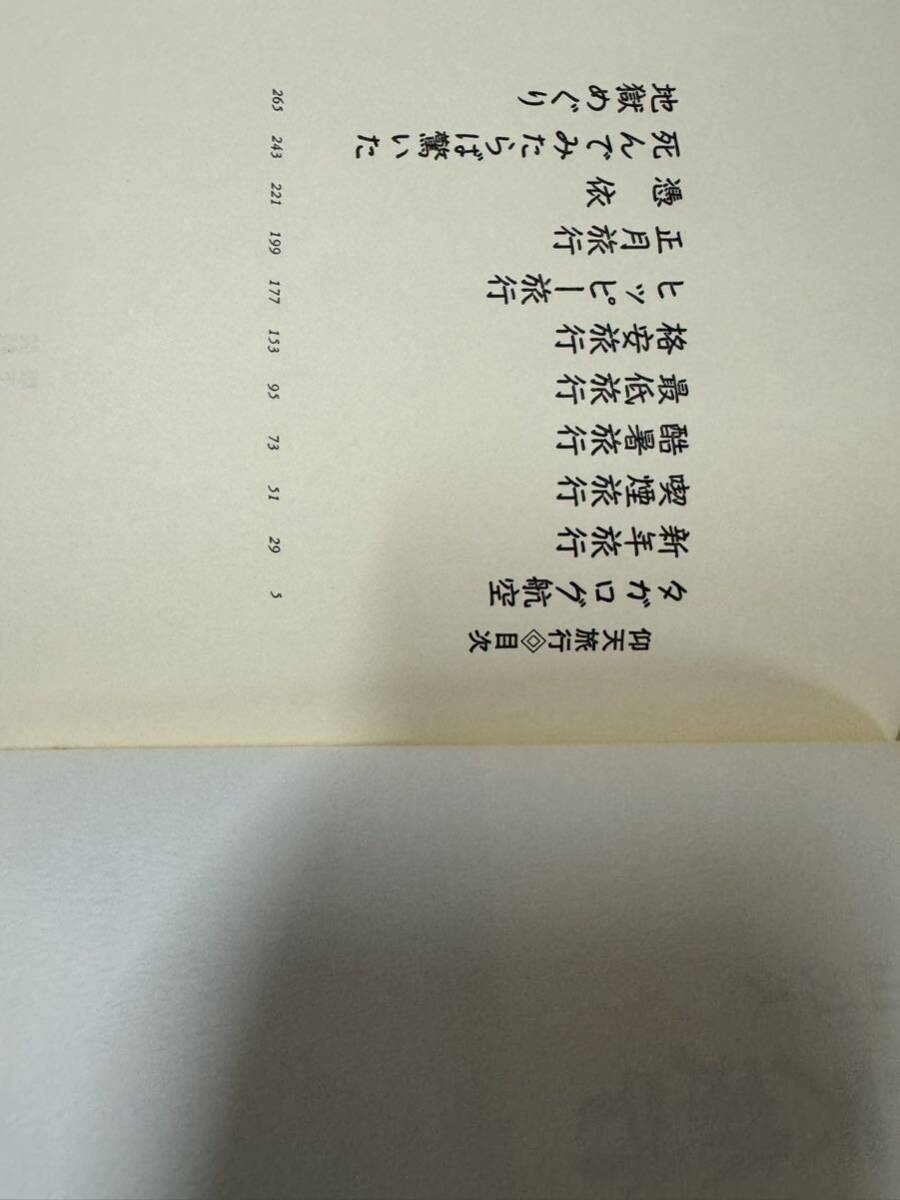 仰天旅行◇目次
タガログ航空 5
新年旅行 29
喫煙旅行 51
酷暑旅行 73
最低旅行 95
格安旅行 153
ヒッピー旅行 177
正月旅行 199
憑依 221
死んでみたらば驚いた 243
地獄めぐり 265